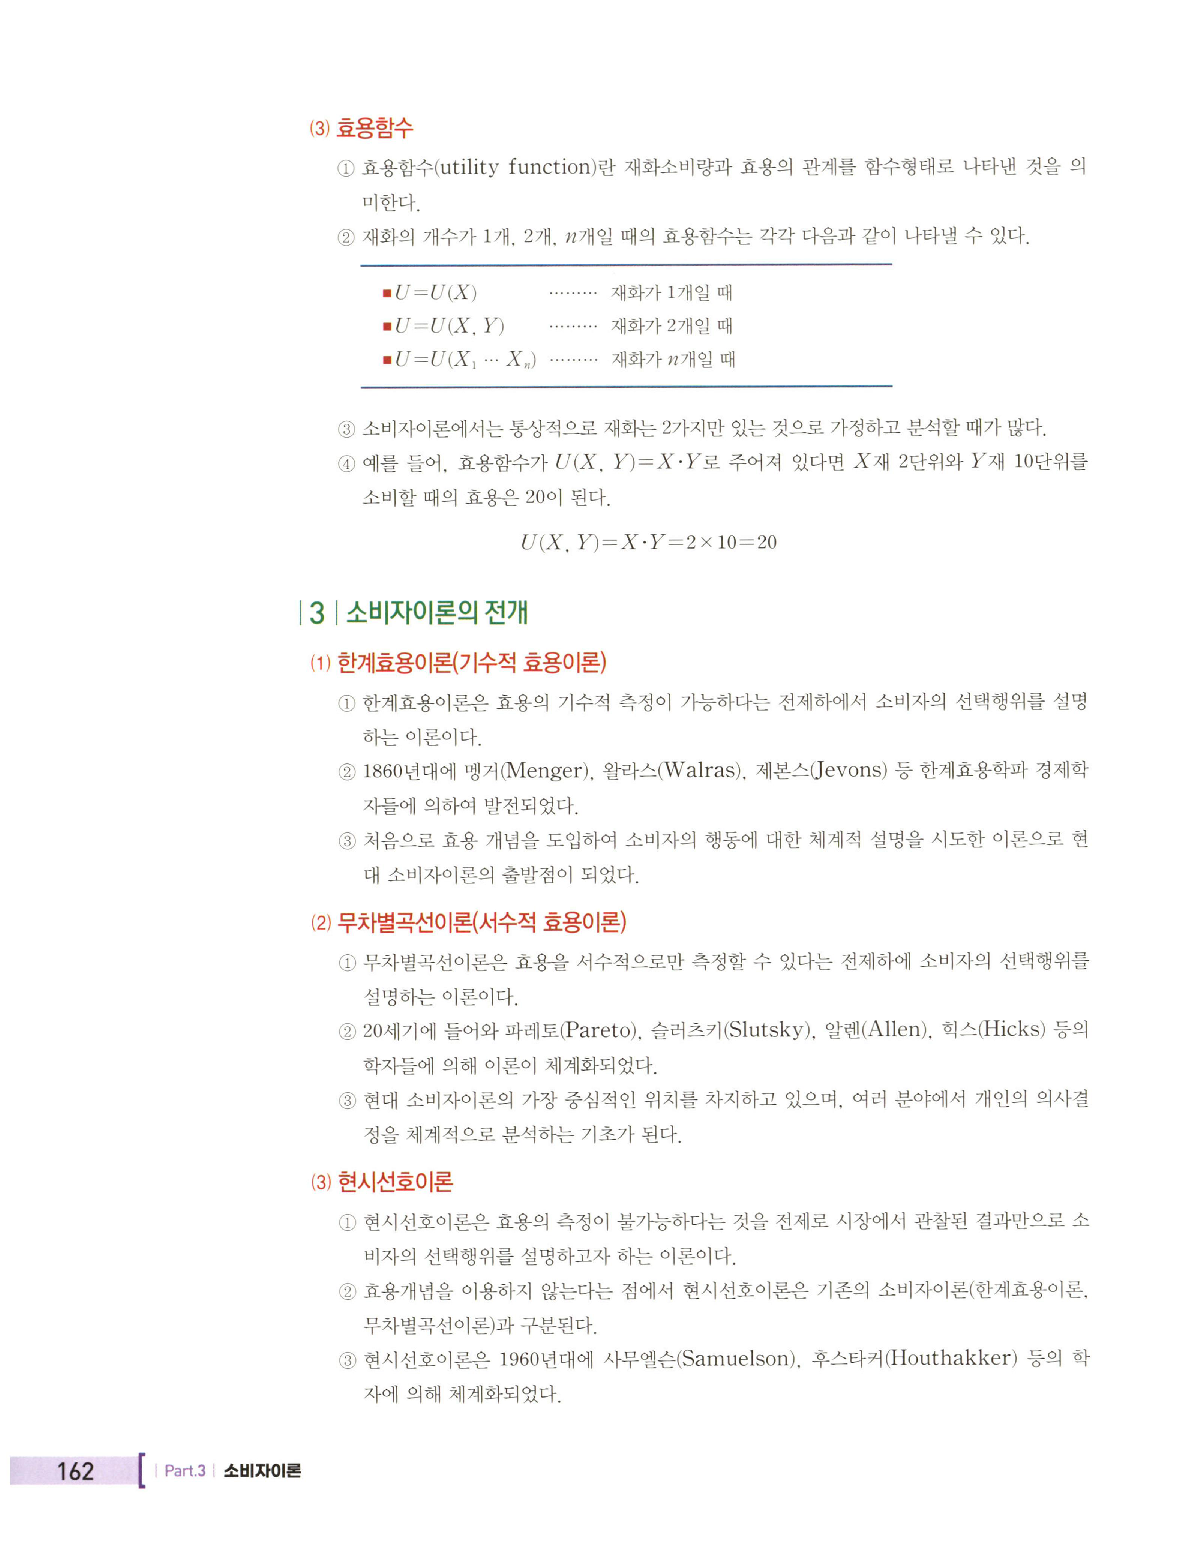 (3) 효용함수
① 효용함수(utility function)란 재화소비량과 효용의 관계를 함수형태로 나타낸 것을 의
미한다.
② 재화의 개수가 1개, 2개, n개일 때의 효용함수는 각각 다음과 같이 나타낼 수 있다.
■ U=U(X) ········· 재화가 1개일 때
■ U=U(X, Y) ········· 재화가 2개일 때
■ U=U(X₁ ··· Xₙ) ········· 재화가 n개일 때
③ 소비자이론에서는 통상적으로 재화는 2가지만 있는 것으로 가정하고 분석할 때가 많다.
④ 예를 들어, 효용함수가 U(X, Y)=X·Y로 주어져 있다면 X재 2단위와 Y재 10단위를
소비할 때의 효용은 20이 된다.
U(X, Y)=X·Y=2×10=20
|3| 소비자이론의 전개
(1) 한계효용이론(기수적 효용이론)
① 한계효용이론은 효용의 기수적 측정이 가능하다는 전제하에서 소비자의 선택행위를 설명
하는 이론이다.
② 1860년대에 멩거(Menger), 왈라스(Walras), 제본스(Jevons) 등 한계효용학파 경제학
자들에 의하여 발전되었다.
③ 처음으로 효용 개념을 도입하여 소비자의 행동에 대한 체계적 설명을 시도한 이론으로 현
대 소비자이론의 출발점이 되었다.
(2) 무차별곡선이론(서수적 효용이론)
① 무차별곡선이론은 효용을 서수적으로만 측정할 수 있다는 전제하에 소비자의 선택행위를
설명하는 이론이다.
② 20세기에 들어와 파레토(Pareto), 슬러츠키(Slutsky), 알렌(Allen), 힉스(Hicks) 등의
학자들에 의해 이론이 체계화되었다.
③ 현대 소비자이론의 가장 중심적인 위치를 차지하고 있으며, 여러 분야에서 개인의 의사결
정을 체계적으로 분석하는 기초가 된다.
(3) 현시선호이론
① 현시선호이론은 효용의 측정이 불가능하다는 것을 전제로 시장에서 관찰된 결과만으로 소
비자의 선택행위를 설명하고자 하는 이론이다.
② 효용개념을 이용하지 않는다는 점에서 현시선호이론은 기존의 소비자이론(한계효용이론,
무차별곡선이론)과 구분된다.
③ 현시선호이론은 1960년대에 사무엘슨(Samuelson), 후스타커(Houthakker) 등의 학
자에 의해 체계화되었다.
162 [ | Part.3 | 소비자이론